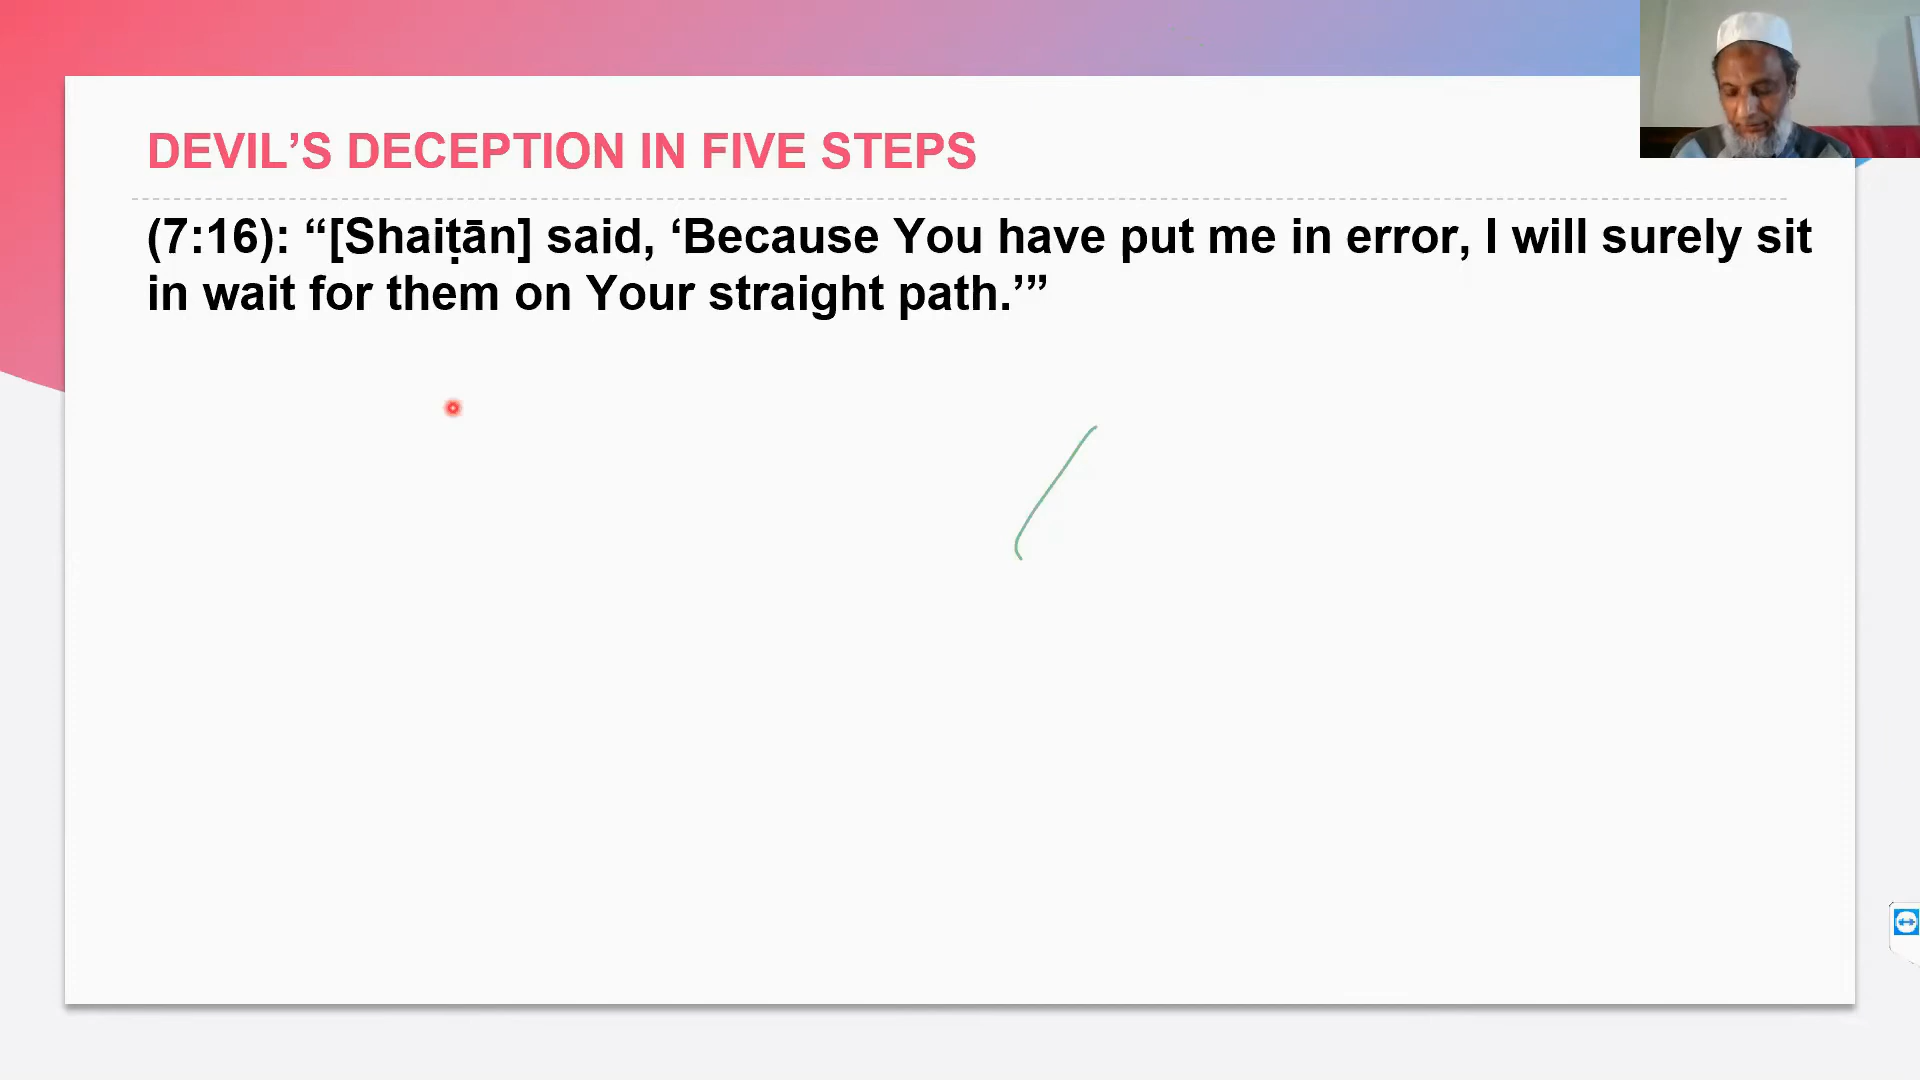 DEVIL’S DECEPTION IN FIVE STEPS
(7:16): “[Shaiṭān] said, ‘Because You have put me in error, I will surely sit
in wait for them on Your straight path.’”